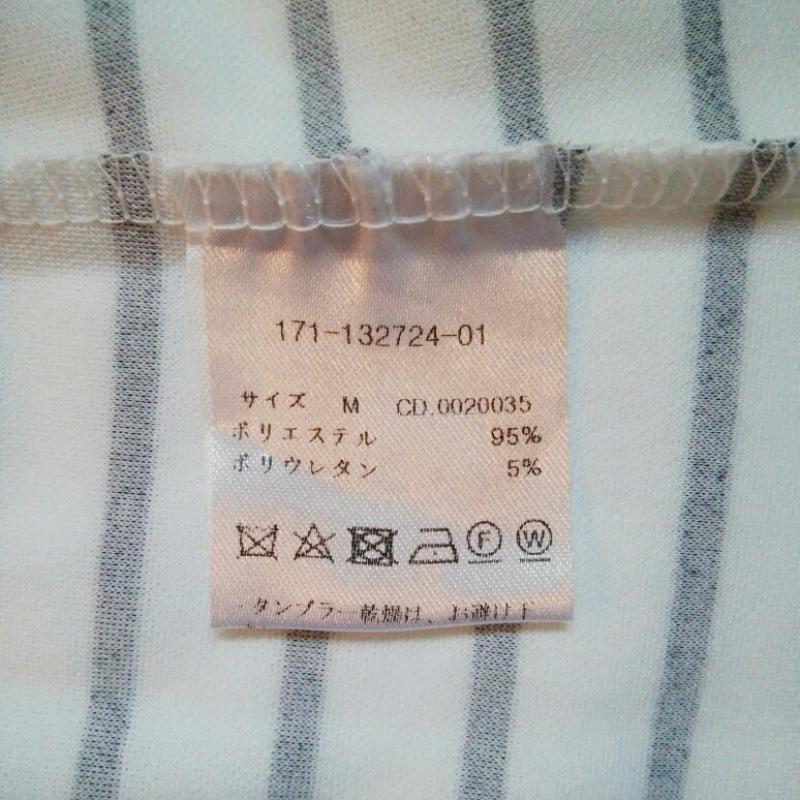 171-132724-01
サイズ M CD.0020035
ポリエステル 95%
ポリウレタン 5%
F W
・タンブラー乾燥は、お避け下